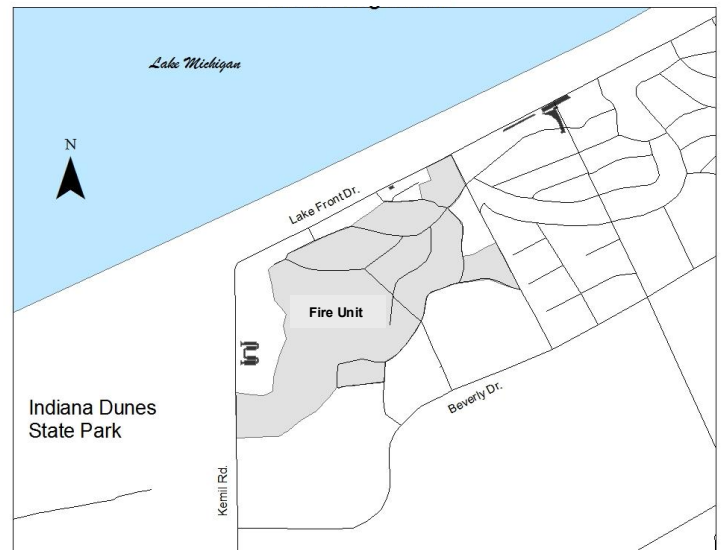 Lake Michigan
N
Lake Front Dr.
Fire Unit
Indiana Dunes
State Park
Beverly Dr.
Kemil Rd.